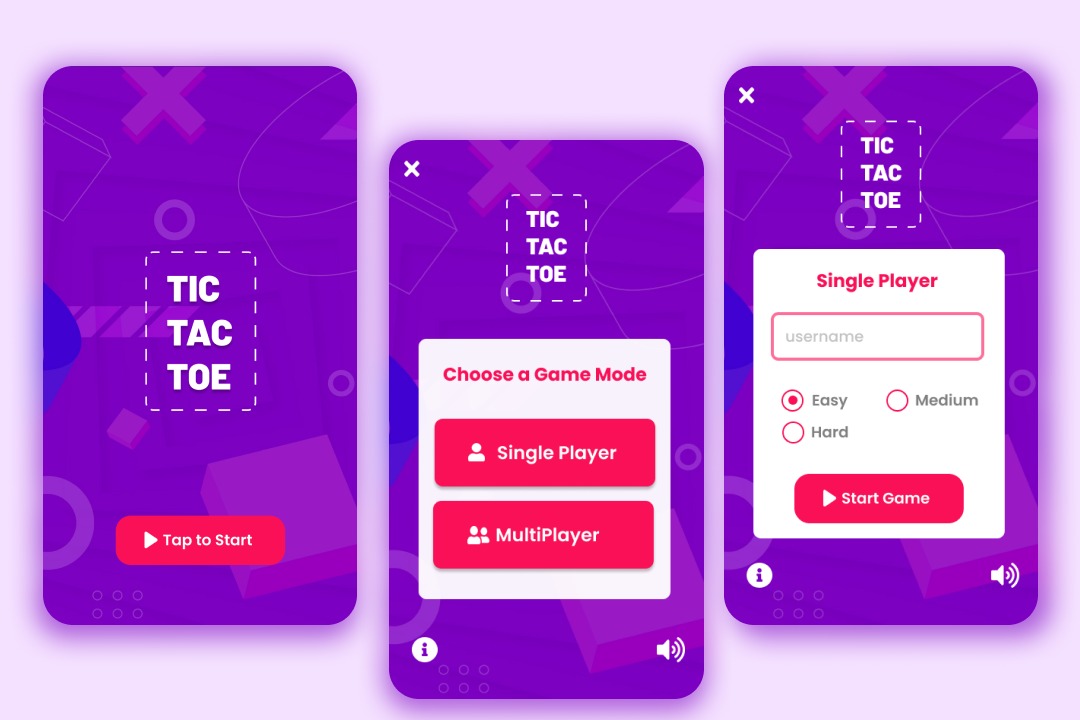 TIC
TAC
TOE
Tap to Start
TIC
TAC
TOE
Choose a Game Mode
Single Player
MultiPlayer
TIC
TAC
TOE
Single Player
username
Easy
Medium
Hard
Start Game